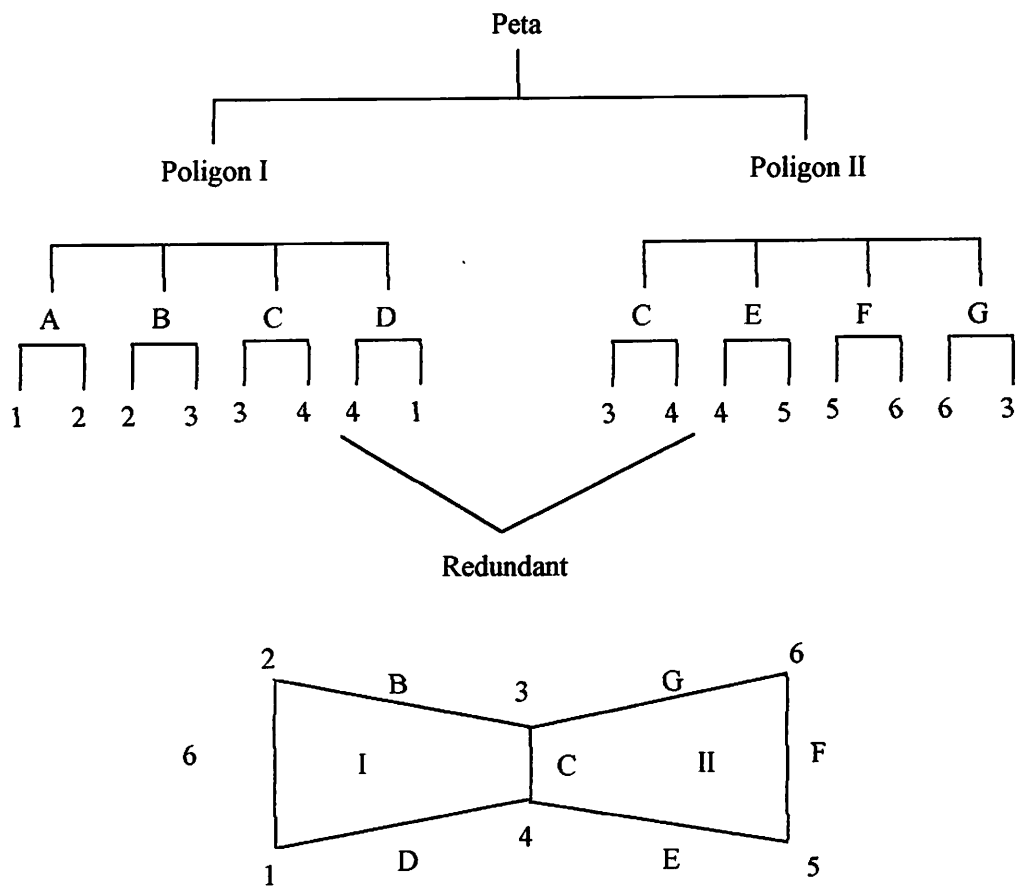 Peta
Poligon I Poligon II
A B C D C E F G
1 2 2 3 3 4 4 1 3 4 4 5 5 6 6 3
Redundant
2 B 3 G 6
6 I C II F
1 D 4 E 5